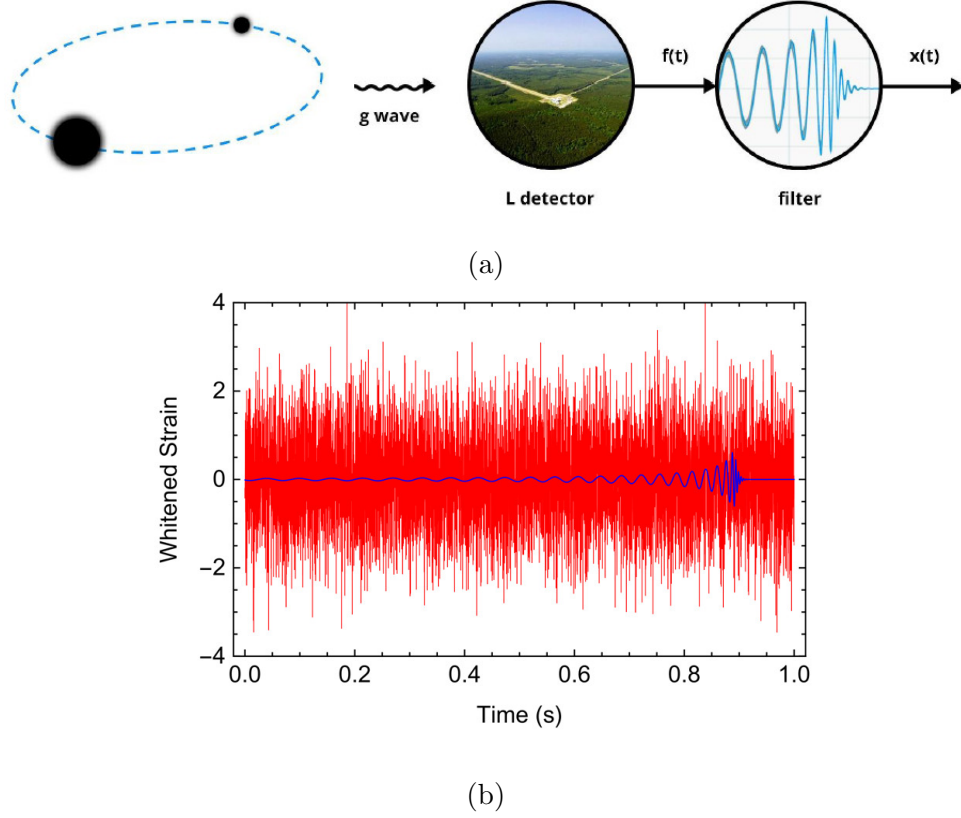 f(t)
x(t)
g wave
L detector
filter
(a)
4
2
0
−2
−4
Whitened Strain
0.0 0.2 0.4 0.6 0.8 1.0
Time (s)
(b)